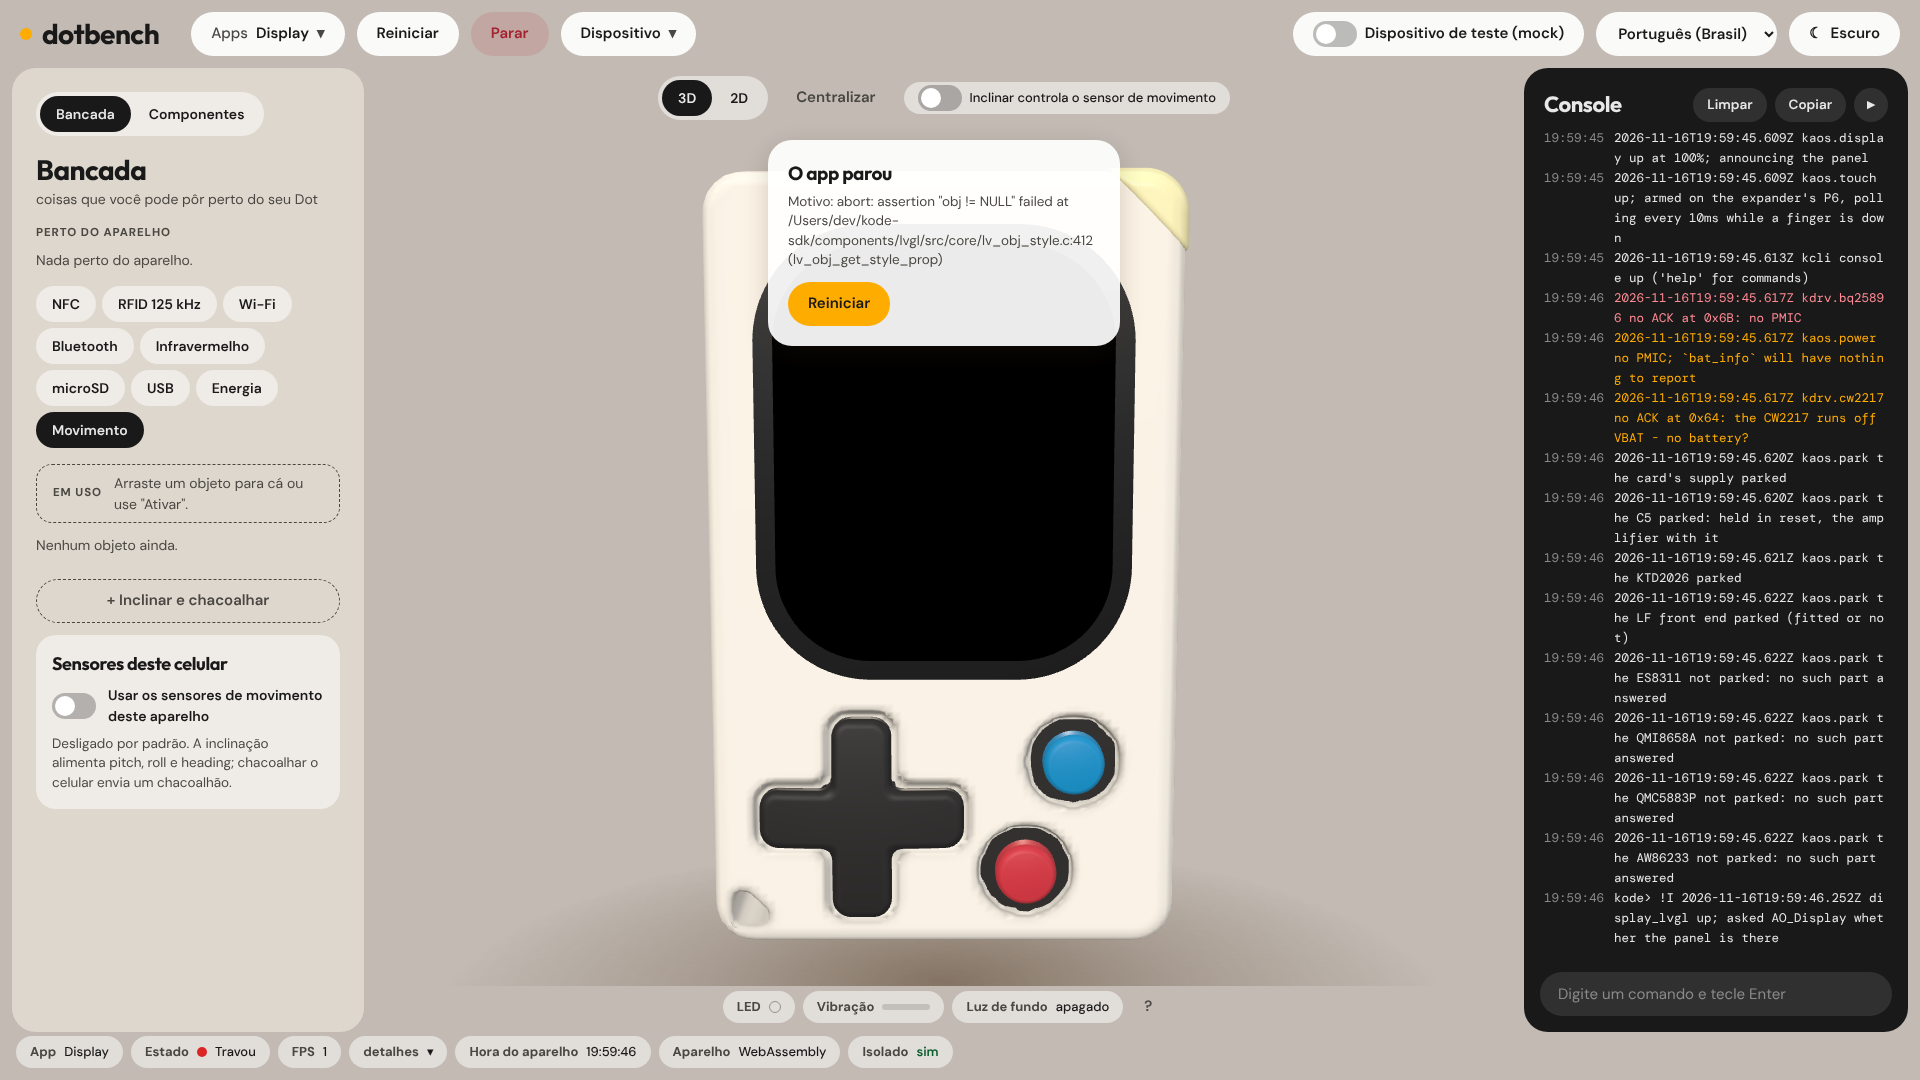 dotbench
Apps Display ▾
Reiniciar
Parar
Dispositivo ▾
Dispositivo de teste (mock)
Português (Brasil)
☾ Escuro
Bancada
Componentes
Bancada
coisas que você pode pôr perto do seu Dot
PERTO DO APARELHO
Nada perto do aparelho.
NFC
RFID 125 kHz
Wi-Fi
Bluetooth
Infravermelho
microSD
USB
Energia
Movimento
EM USO
Arraste um objeto para cá ou
use "Ativar".
Nenhum objeto ainda.
+ Inclinar e chacoalhar
Sensores deste celular
Usar os sensores de movimento
deste aparelho
Desligado por padrão. A inclinação
alimenta pitch, roll e heading; chacoalhar o
celular envia um chacoalhão.
3D
2D
Centralizar
Inclinar controla o sensor de movimento
O app parou
Motivo: abort: assertion "obj != NULL" failed at
/Users/dev/kode-
sdk/components/lvgl/src/core/lv_obj_style.c:412
(lv_obj_get_style_prop)
Reiniciar
LED
Vibração
Luz de fundo apagado
?
Console
Limpar
Copiar
▶
19:59:45 2026-11-16T19:59:45.609Z kaos.displa
y up at 100%; announcing the panel
19:59:45 2026-11-16T19:59:45.609Z kaos.touch
up; armed on the expander's P6, poll
ing every 10ms while a finger is dow
n
19:59:45 2026-11-16T19:59:45.613Z kcli consol
e up ('help' for commands)
19:59:46 2026-11-16T19:59:45.617Z kdrv.bq2589
6 no ACK at 0x6B: no PMIC
19:59:46 2026-11-16T19:59:45.617Z kaos.power
no PMIC; `bat_info` will have nothin
g to report
19:59:46 2026-11-16T19:59:45.617Z kdrv.cw2217
no ACK at 0x64: the CW2217 runs off
VBAT - no battery?
19:59:46 2026-11-16T19:59:45.620Z kaos.park t
he card's supply parked
19:59:46 2026-11-16T19:59:45.620Z kaos.park t
he C5 parked: held in reset, the amp
lifier with it
19:59:46 2026-11-16T19:59:45.621Z kaos.park t
he KTD2026 parked
19:59:46 2026-11-16T19:59:45.622Z kaos.park t
he LF front end parked (fitted or no
t)
19:59:46 2026-11-16T19:59:45.622Z kaos.park t
he ES8311 not parked: no such part a
nswered
19:59:46 2026-11-16T19:59:45.622Z kaos.park t
he QMI8658A not parked: no such part
answered
19:59:46 2026-11-16T19:59:45.622Z kaos.park t
he QMC5883P not parked: no such part
answered
19:59:46 2026-11-16T19:59:45.622Z kaos.park t
he AW86233 not parked: no such part
answered
19:59:46 kode> !I 2026-11-16T19:59:46.252Z di
splay_lvgl up; asked AO_Display whet
her the panel is there
Digite um comando e tecle Enter
App Display
Estado Travou
FPS 1
detalhes ▾
Hora do aparelho 19:59:46
Aparelho WebAssembly
Isolado sim